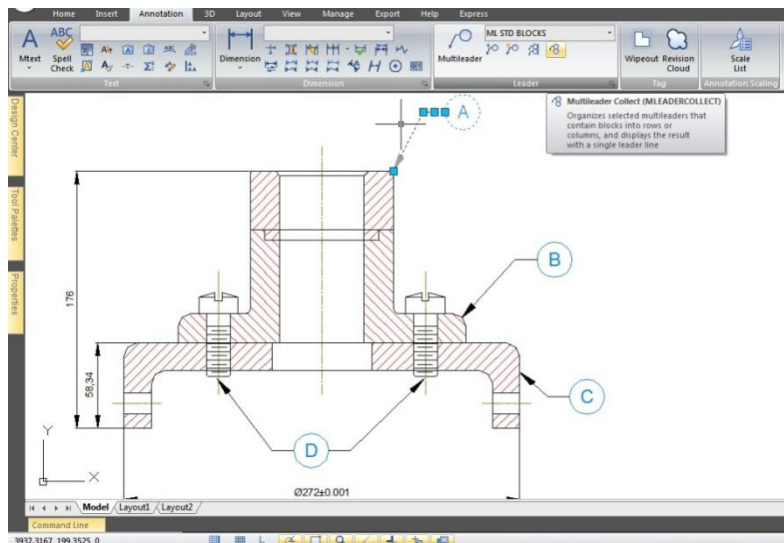 Home Insert Annotation 3D Layout View Manage Export Help Express
ML STD BLOCKS
Mtext
ABC
Spell Check
Dimension
Multileader
Wipeout
Revision Cloud
Scale List
Text Dimension Leader Tag Annotation Scaling
Multileader Collect (MLEADERCOLLECT)
Organizes selected multileaders that
contain blocks into rows or
columns, and displays the result
with a single leader line
Design Center
Tool Palettes
Properties
A
B
C
D
176
58,34
Ø272±0.001
Y
X
Model Layout1 Layout2
Command Line
3937.3167, 199.3525, 0